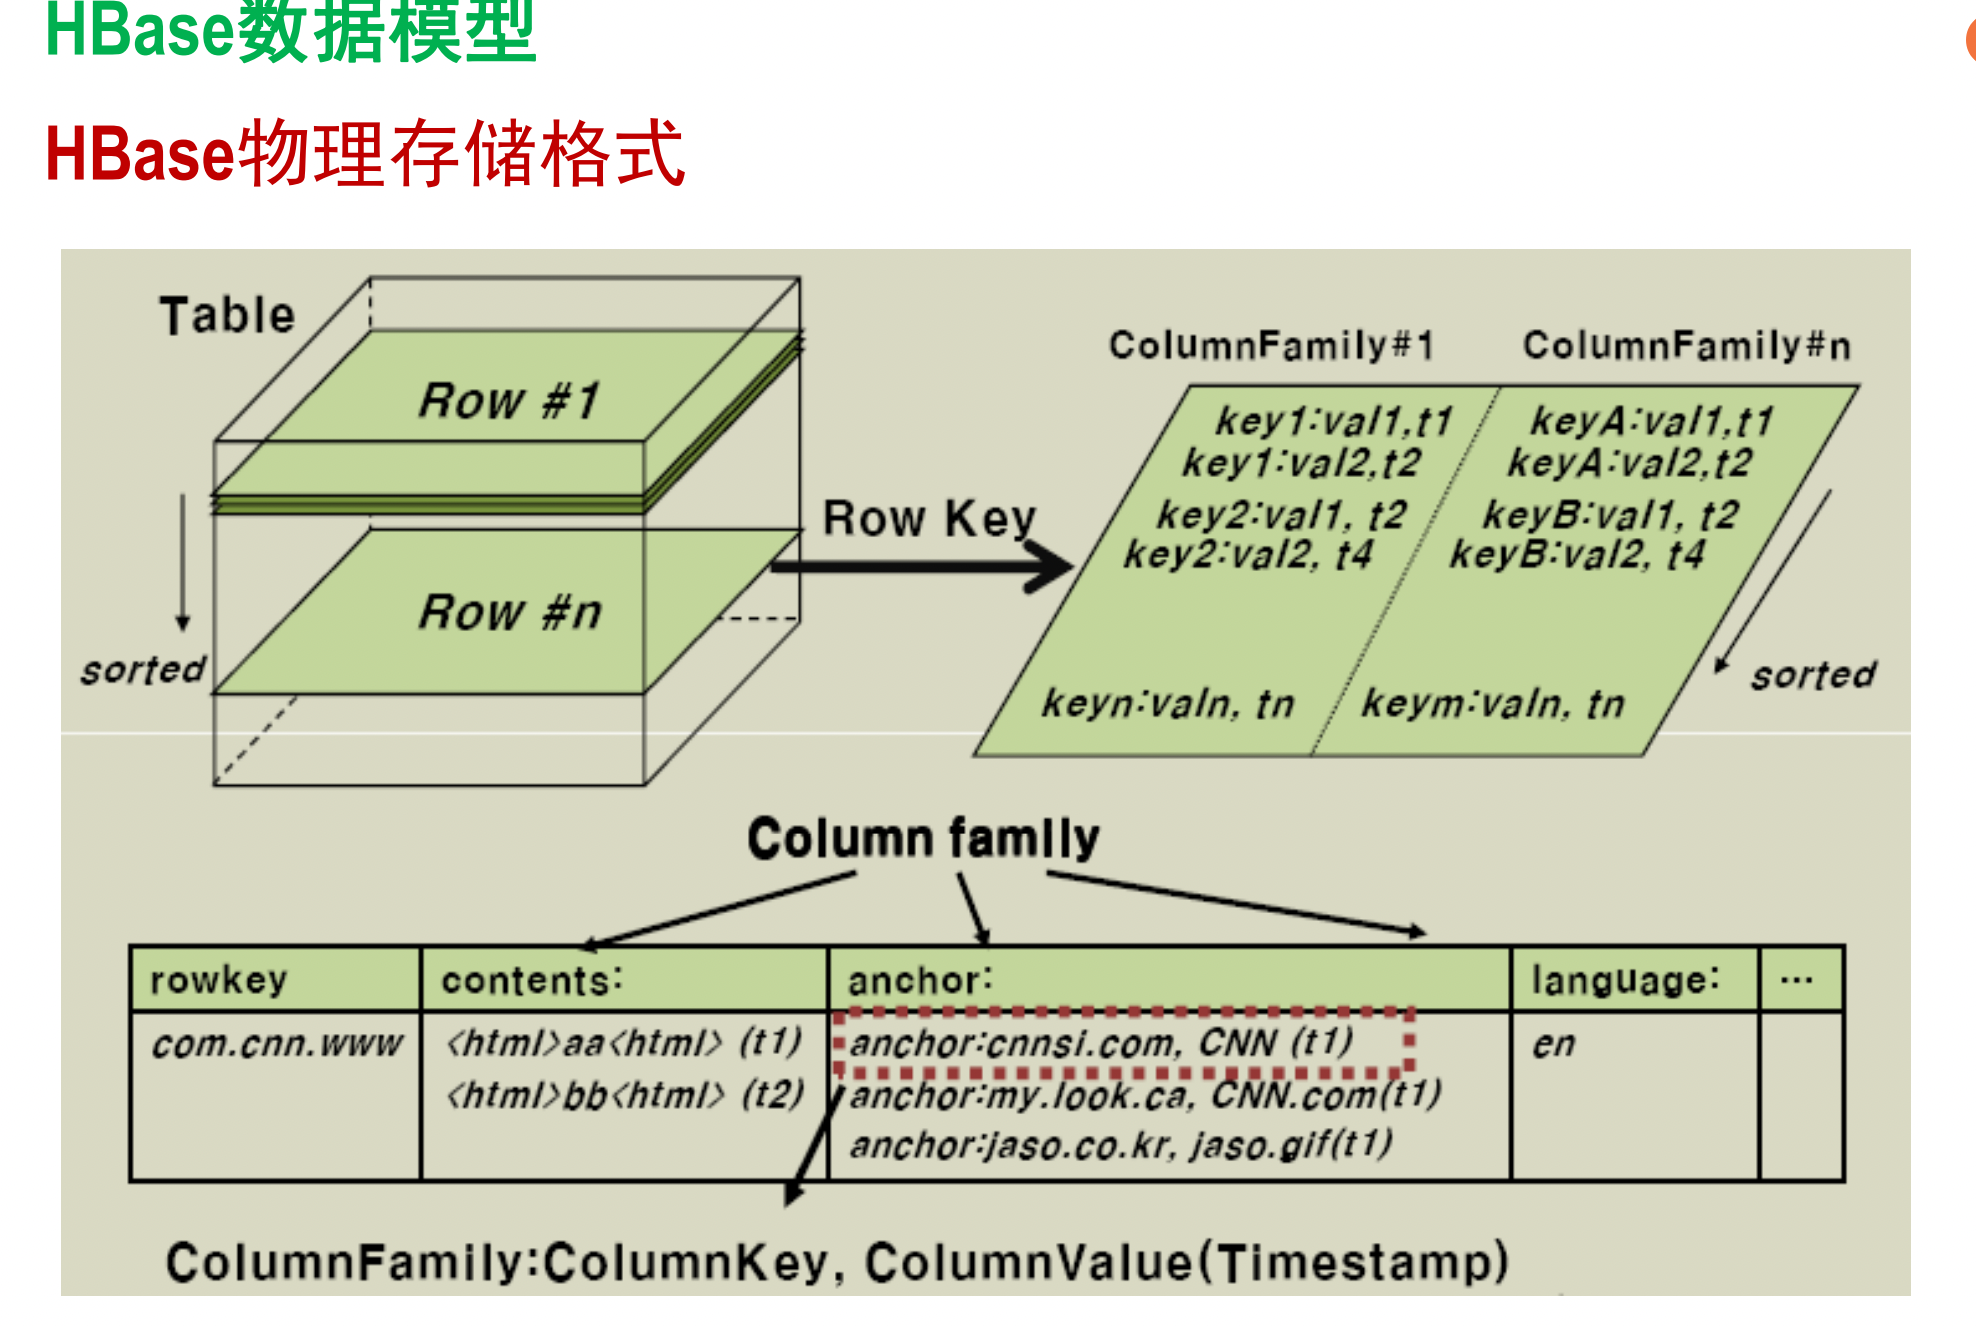 HBase数据模型
HBase物理存储格式
Table
Row #1
Row #n
sorted
Row Key
ColumnFamily#1 ColumnFamily#n
key1:val1,t1 keyA:val1,t1
key1:val2,t2 keyA:val2,t2
key2:val1, t2 keyB:val1, t2
key2:val2, t4 keyB:val2, t4
keyn:valn, tn keym:valn, tn
sorted
Column family
rowkey contents: anchor: language: ...
com.cnn.www <html>aa<html> (t1) anchor:cnnsi.com, CNN (t1) en
<html>bb<html> (t2) anchor:my.look.ca, CNN.com(t1)
anchor:jaso.co.kr, jaso.gif(t1)
ColumnFamily:ColumnKey, ColumnValue(Timestamp)